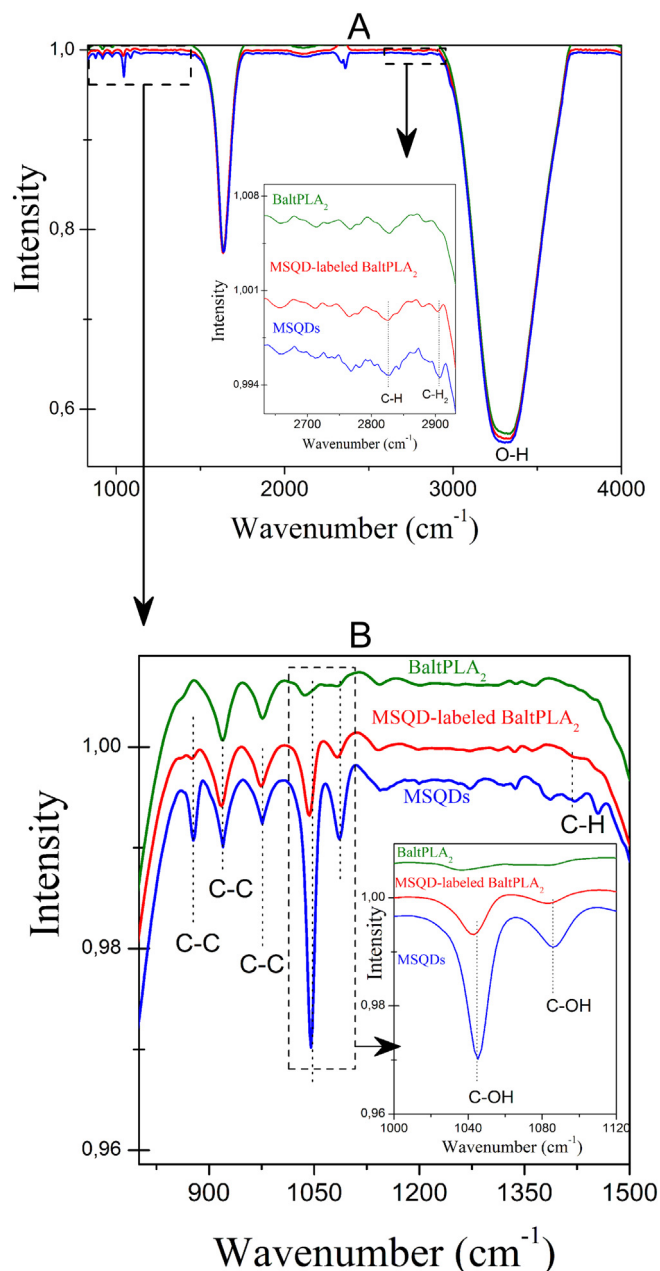 A
1,0
0,8
0,6
Intensity
1,008
1,001
0,994
Intensity
BaltPLA₂
MSQD-labeled BaltPLA₂
MSQDs
C-H
C-H₂
2700
2800
2900
Wavenumber (cm⁻¹)
O-H
1000
2000
3000
4000
Wavenumber (cm⁻¹)
B
1,00
0,98
0,96
Intensity
BaltPLA₂
MSQD-labeled BaltPLA₂
MSQDs
C-H
C-C
C-C
C-C
BaltPLA₂
MSQD-labeled BaltPLA₂
MSQDs
1,00
0,98
0,96
Intensity
C-OH
C-OH
1000
1040
1080
1120
Wavenumber (cm⁻¹)
900
1050
1200
1350
1500
Wavenumber (cm⁻¹)